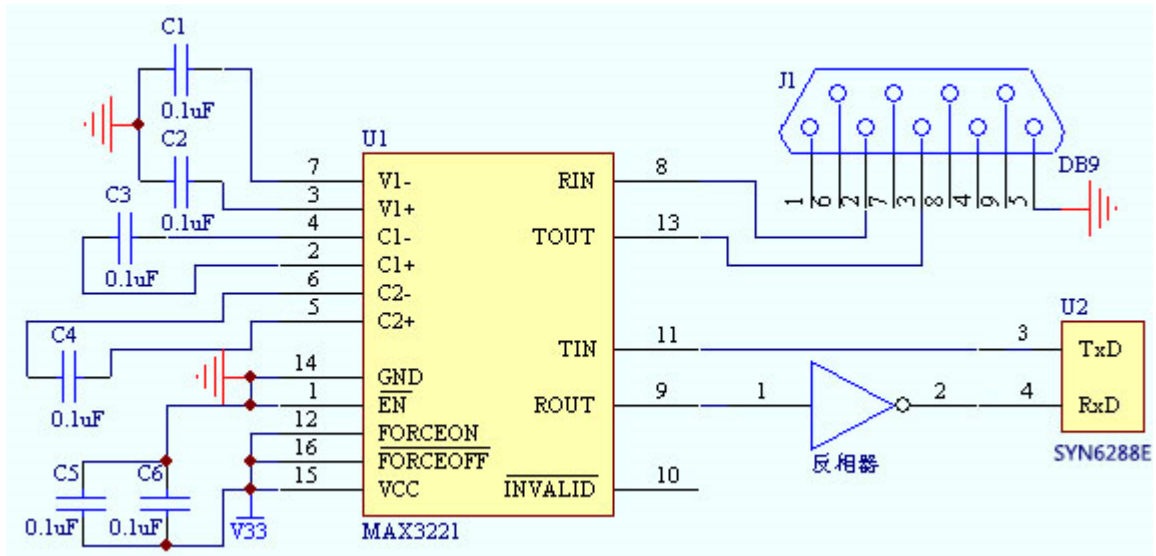 C1
0.1uF
C2
0.1uF
C3
0.1uF
C4
0.1uF
C5
0.1uF
C6
0.1uF
V33
U1
7 V1-
3 V1+
4 C1-
2 C1+
6 C2-
5 C2+
14 GND
1 EN
12 FORCEON
16 FORCEOFF
15 VCC
RIN 8
TOUT 13
TIN 11
ROUT 9
INVALID 10
MAX3221
J1
DB9
1 6 2 7 3 8 4 9 5
1
反相器
2
U2
3 TxD
4 RxD
SYN6288E